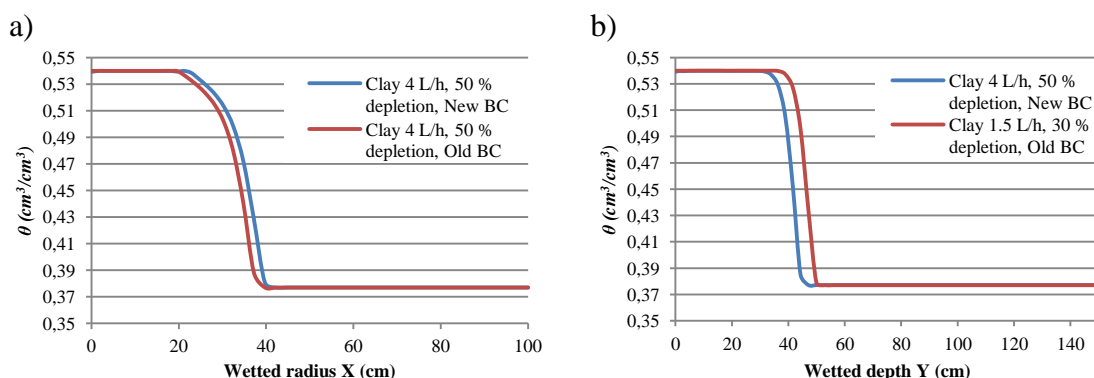 a)
0,55
0,53
0,51
0,49
0,47
0,45
0,43
0,41
0,39
0,37
0,35
θ (cm³/cm³)
Clay 4 L/h, 50 %
depletion, New BC
Clay 4 L/h, 50 %
depletion, Old BC
0 20 40 60 80 100
Wetted radius X (cm)
b)
0,55
0,53
0,51
0,49
0,47
0,45
0,43
0,41
0,39
0,37
0,35
θ (cm³/cm³)
Clay 4 L/h, 50 %
depletion, New BC
Clay 1.5 L/h, 30 %
depletion, Old BC
0 20 40 60 80 100 120 140
Wetted depth Y (cm)